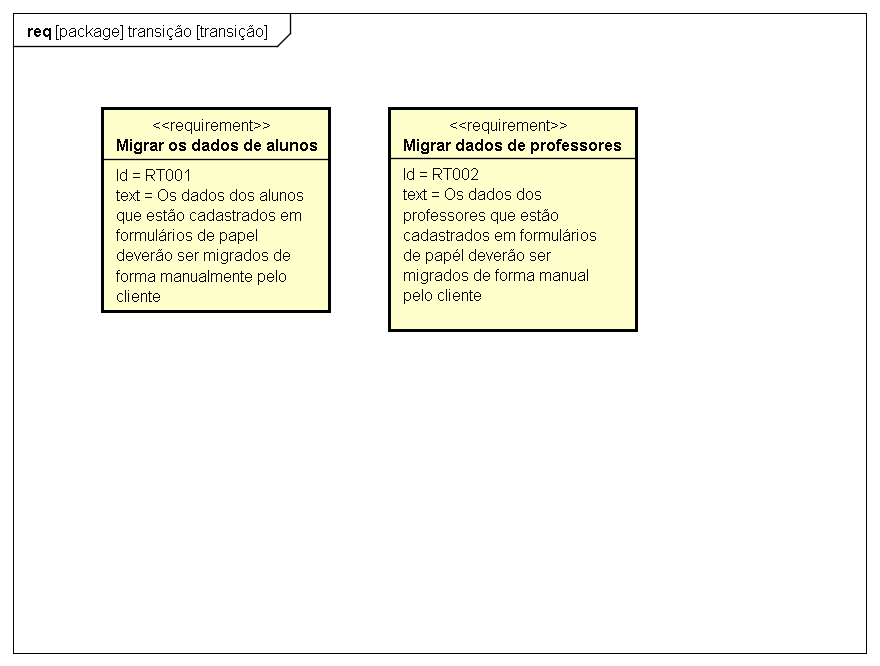 req [package] transição [transição]
<<requirement>>
Migrar os dados de alunos
Id = RT001
text = Os dados dos alunos
que estão cadastrados em
formulários de papel
deverão ser migrados de
forma manualmente pelo
cliente
<<requirement>>
Migrar dados de professores
Id = RT002
text = Os dados dos
professores que estão
cadastrados em formulários
de papél deverão ser
migrados de forma manual
pelo cliente